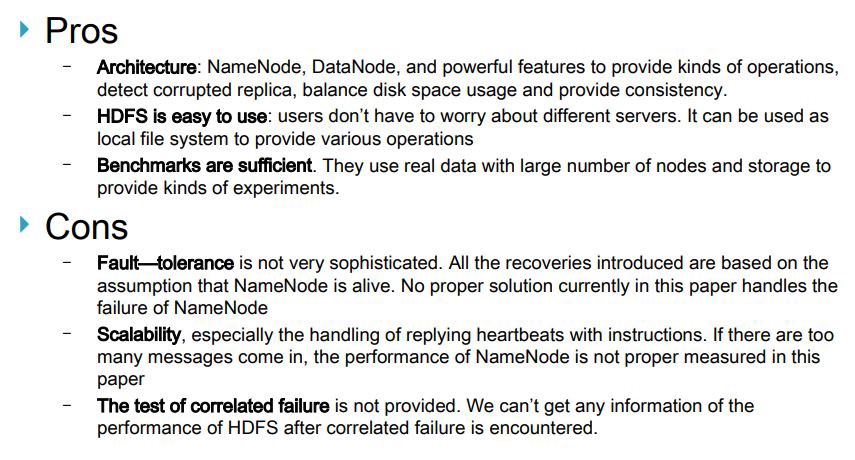 Pros
– Architecture: NameNode, DataNode, and powerful features to provide kinds of operations,
detect corrupted replica, balance disk space usage and provide consistency.
– HDFS is easy to use: users don't have to worry about different servers. It can be used as
local file system to provide various operations
– Benchmarks are sufficient. They use real data with large number of nodes and storage to
provide kinds of experiments.
Cons
– Fault—tolerance is not very sophisticated. All the recoveries introduced are based on the
assumption that NameNode is alive. No proper solution currently in this paper handles the
failure of NameNode
– Scalability, especially the handling of replying heartbeats with instructions. If there are too
many messages come in, the performance of NameNode is not proper measured in this
paper
– The test of correlated failure is not provided. We can't get any information of the
performance of HDFS after correlated failure is encountered.